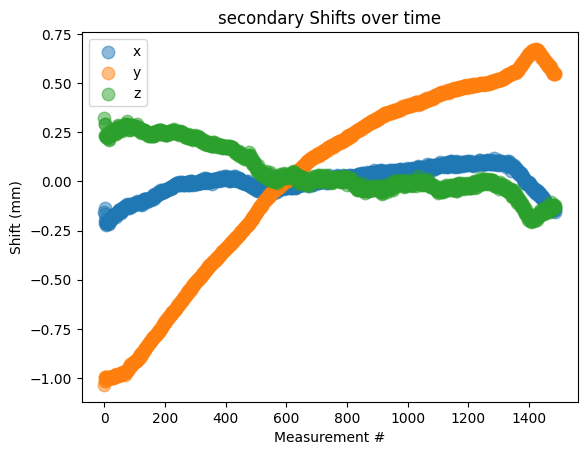 secondary Shifts over time
x
y
z
Shift (mm)
0.75
0.50
0.25
0.00
−0.25
−0.50
−0.75
−1.00
0 200 400 600 800 1000 1200 1400
Measurement #